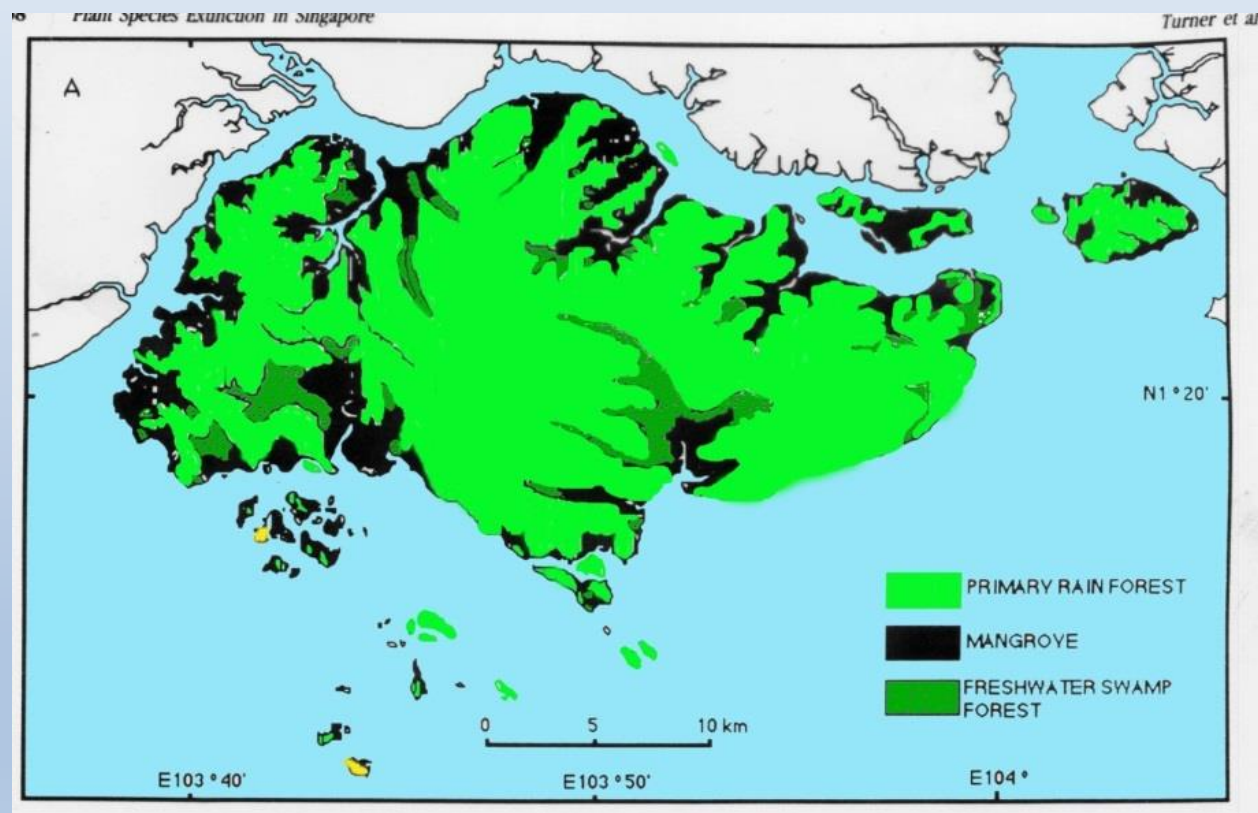 Plant Species Extinction in Singapore
Turner et al
A
N1°20'
PRIMARY RAIN FOREST
MANGROVE
FRESHWATER SWAMP
FOREST
0 5 10 km
E103°40'
E103°50'
E104°